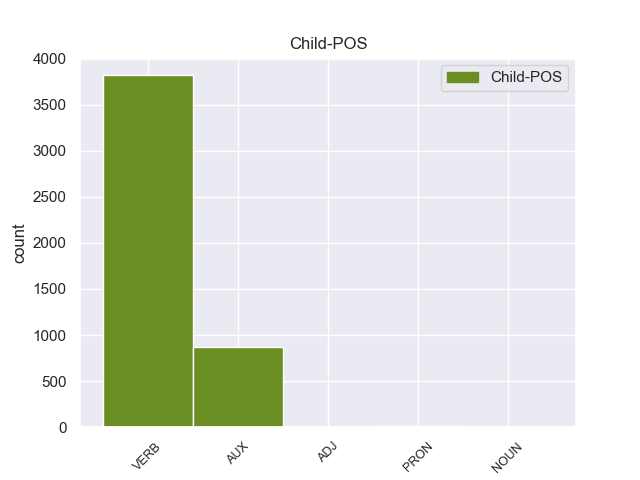 Child-POS
Child-POS
4000
3500
3000
2500
2000
1500
1000
500
0
count
VERB
AUX
ADJ
PRON
NOUN